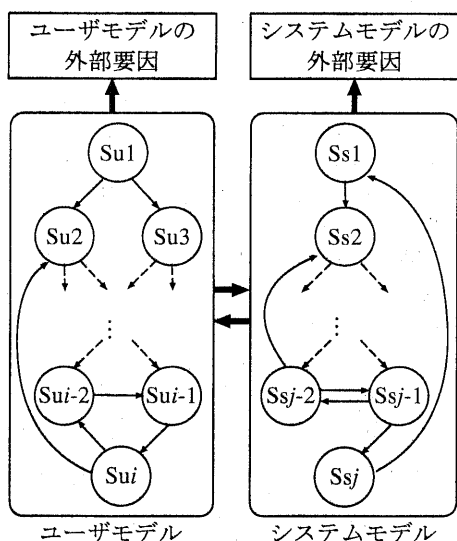 ユーザモデルの
外部要因
システムモデルの
外部要因
Su1
Su2
Su3
⋮
Sui-2
Sui-1
Sui
Ss1
Ss2
⋮
Ssj-2
Ssj-1
Ssj
ユーザモデル
システムモデル